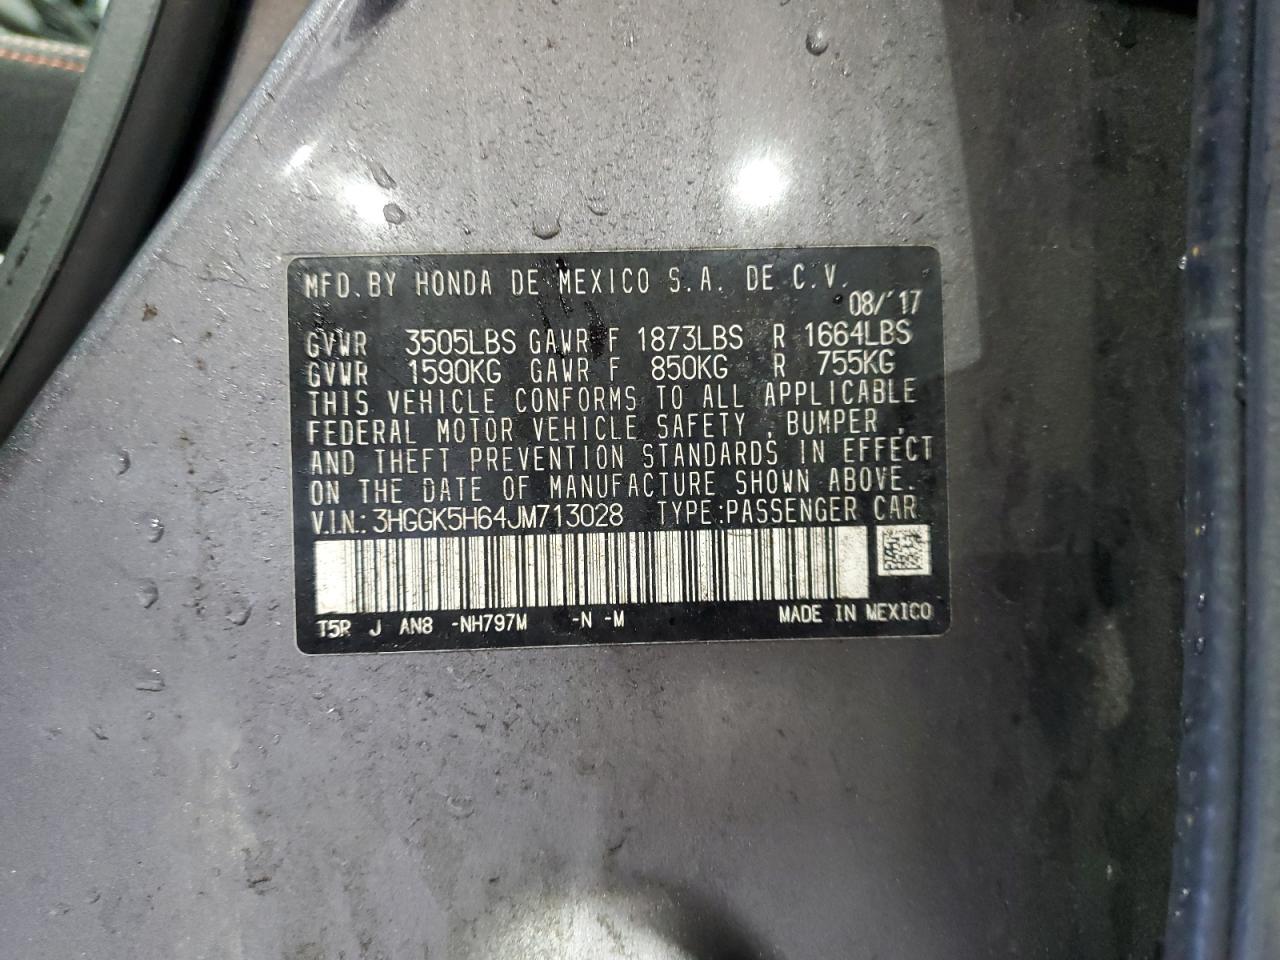 MFD. BY HONDA DE MEXICO S.A. DE C.V.
08/'17
GVWR 3505LBS GAWR F 1873LBS R 1664LBS
GVWR 1590KG GAWR F 850KG R 755KG
THIS VEHICLE CONFORMS TO ALL APPLICABLE
FEDERAL MOTOR VEHICLE SAFETY , BUMPER ,
AND THEFT PREVENTION STANDARDS IN EFFECT
ON THE DATE OF MANUFACTURE SHOWN ABOVE.
V.I.N.: 3HGGK5H64JM713028 TYPE:PASSENGER CAR
T5R J AN8 -NH797M -N -M MADE IN MEXICO